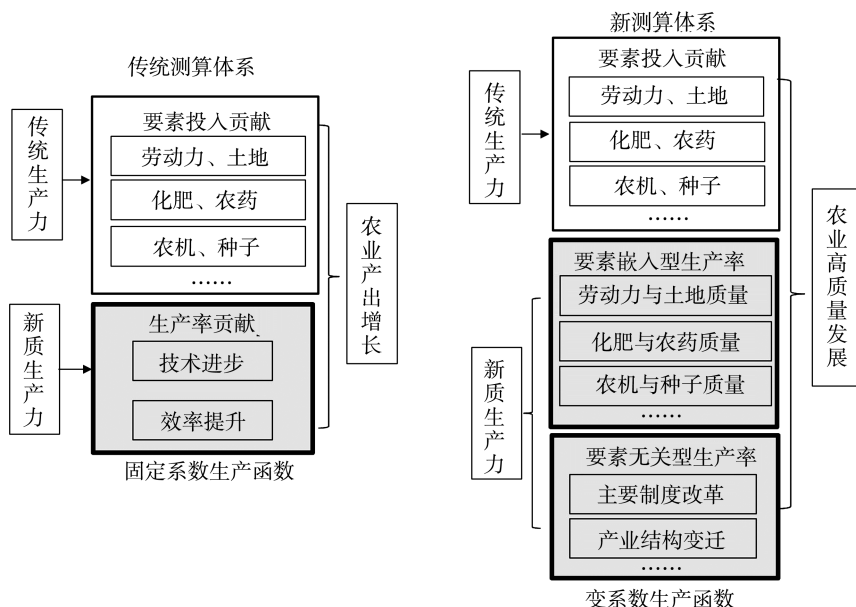 传统测算体系
传统生产力
要素投入贡献
劳动力、土地
化肥、农药
农机、种子
……
新质生产力
生产率贡献
技术进步
效率提升
农业产出增长
固定系数生产函数
新测算体系
传统生产力
要素投入贡献
劳动力、土地
化肥、农药
农机、种子
……
新质生产力
要素嵌入型生产率
劳动力与土地质量
化肥与农药质量
农机与种子质量
……
要素无关型生产率
主要制度改革
产业结构变迁
……
农业高质量发展
变系数生产函数